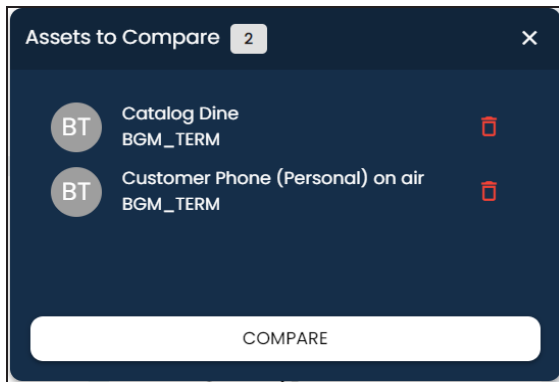 Assets to Compare 2
BT
Catalog Dine
BGM_TERM
BT
Customer Phone (Personal) on air
BGM_TERM
COMPARE